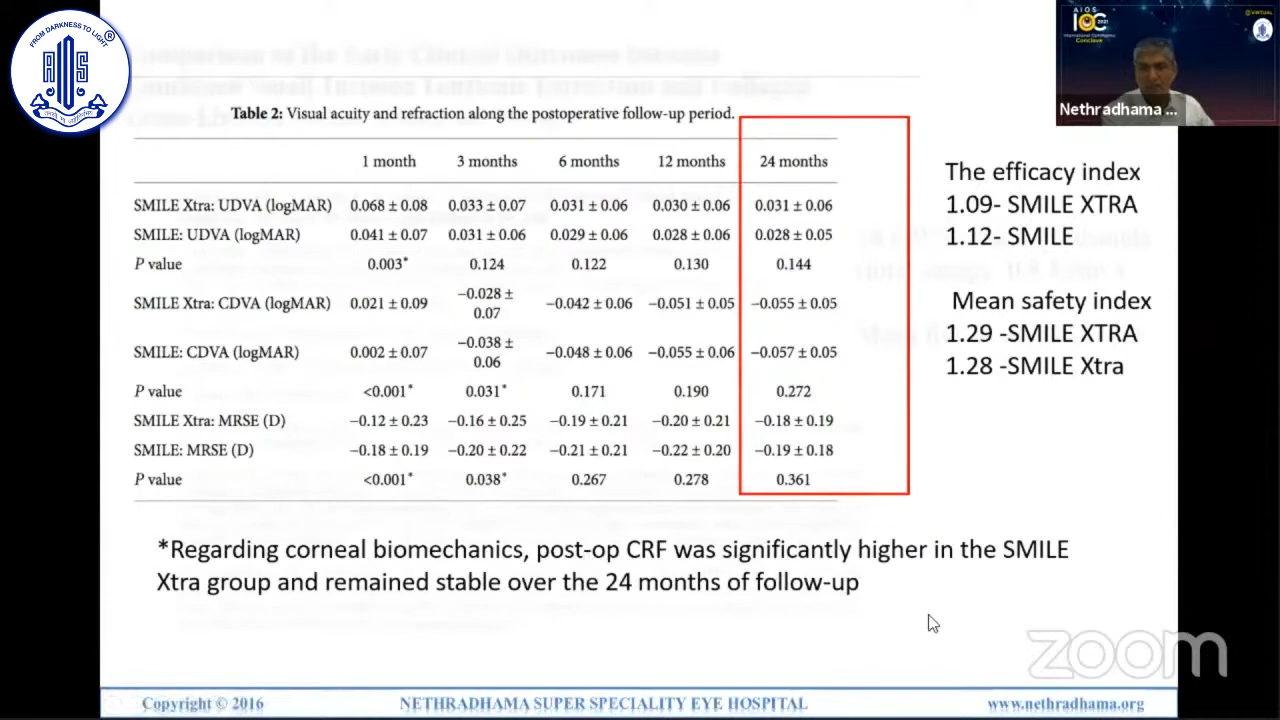 FROM DARKNESS TO LIGHT
®
AIOS
IOC 2021
International Ophthalmic
Conclave
VIRTUAL
Nethradhama ...
Table 2: Visual acuity and refraction along the postoperative follow-up period.
1 month 3 months 6 months 12 months 24 months
SMILE Xtra: UDVA (logMAR) 0.068 ± 0.08 0.033 ± 0.07 0.031 ± 0.06 0.030 ± 0.06 0.031 ± 0.06
SMILE: UDVA (logMAR) 0.041 ± 0.07 0.031 ± 0.06 0.029 ± 0.06 0.028 ± 0.06 0.028 ± 0.05
P value 0.003* 0.124 0.122 0.130 0.144
SMILE Xtra: CDVA (logMAR) 0.021 ± 0.09 −0.028 ± 0.07 −0.042 ± 0.06 −0.051 ± 0.05 −0.055 ± 0.05
SMILE: CDVA (logMAR) 0.002 ± 0.07 −0.038 ± 0.06 −0.048 ± 0.06 −0.055 ± 0.06 −0.057 ± 0.05
P value <0.001* 0.031* 0.171 0.190 0.272
SMILE Xtra: MRSE (D) −0.12 ± 0.23 −0.16 ± 0.25 −0.19 ± 0.21 −0.20 ± 0.21 −0.18 ± 0.19
SMILE: MRSE (D) −0.18 ± 0.19 −0.20 ± 0.22 −0.21 ± 0.21 −0.22 ± 0.20 −0.19 ± 0.18
P value <0.001* 0.038* 0.267 0.278 0.361
The efficacy index
1.09- SMILE XTRA
1.12- SMILE
Mean safety index
1.29 -SMILE XTRA
1.28 -SMILE Xtra
*Regarding corneal biomechanics, post-op CRF was significantly higher in the SMILE
Xtra group and remained stable over the 24 months of follow-up
zoom
Copyright © 2016 NETHRADHAMA SUPER SPECIALITY EYE HOSPITAL www.nethradhama.org